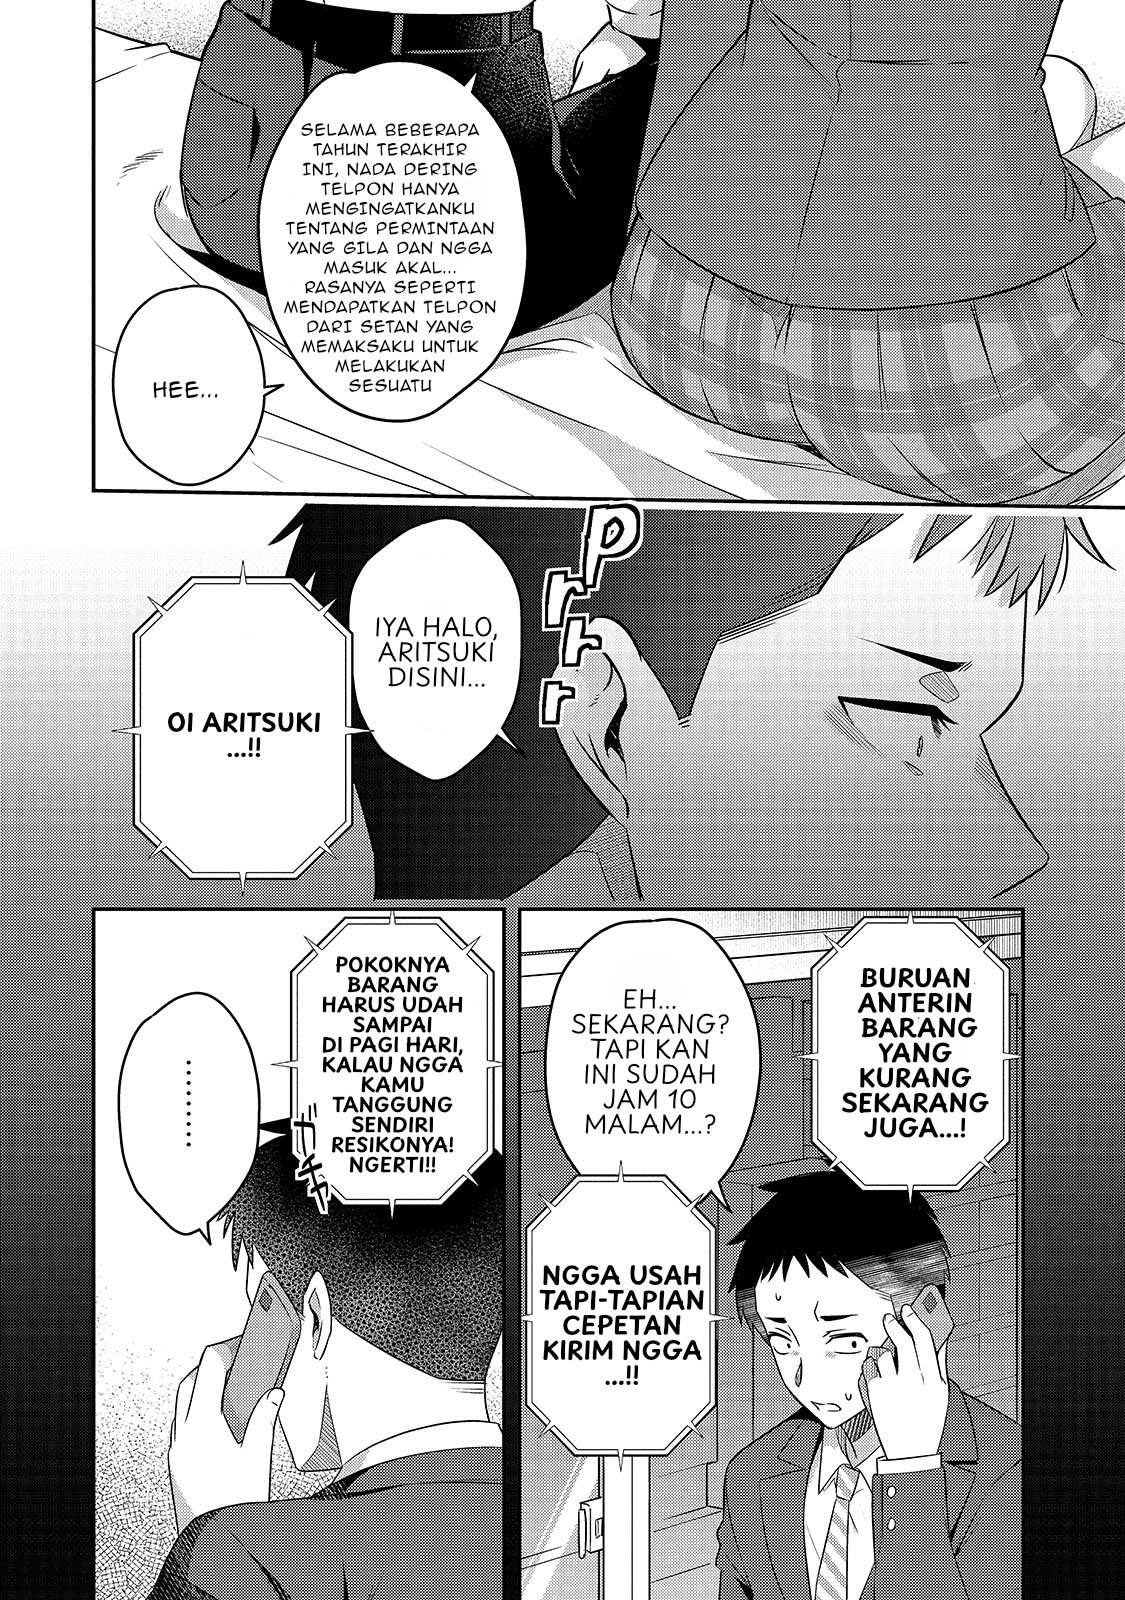 SELAMA BEBERAPA
TAHUN TERAKHIR
INI, NADA DERING
TELPON HANYA
MENGINGATKANKU
TENTANG PERMINTAAN
YANG GILA DAN NGGA
MASUK AKAL...
RASANYA SEPERTI
MENDAPATKAN TELPON
DARI SETAN YANG
MEMAKSAKU UNTUK
MELAKUKAN
SESUATU
HEE...
Prrr
IYA HALO,
ARITSUKI
DISINI...
OI ARITSUKI
...!!
BURUAN
ANTERIN
BARANG
YANG
KURANG
SEKARANG
JUGA...!
EH...
SEKARANG?
TAPI KAN
INI SUDAH
JAM 10
MALAM...?
NGGA USAH
TAPI-TAPIAN
CEPETAN
KIRIM NGGA
...!!
POKOKNYA
BARANG
HARUS UDAH
SAMPAI
DI PAGI HARI,
KALAU NGGA
KAMU
TANGGUNG
SENDIRI
RESIKONYA!
NGERTI!!
ガチャ
.........